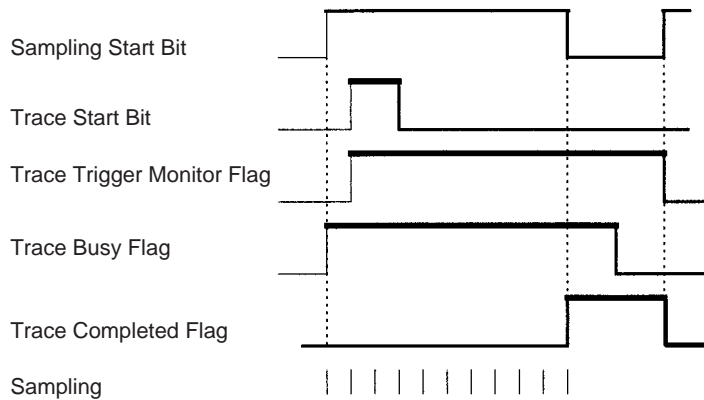 Sampling Start Bit
Trace Start Bit
Trace Trigger Monitor Flag
Trace Busy Flag
Trace Completed Flag
Sampling